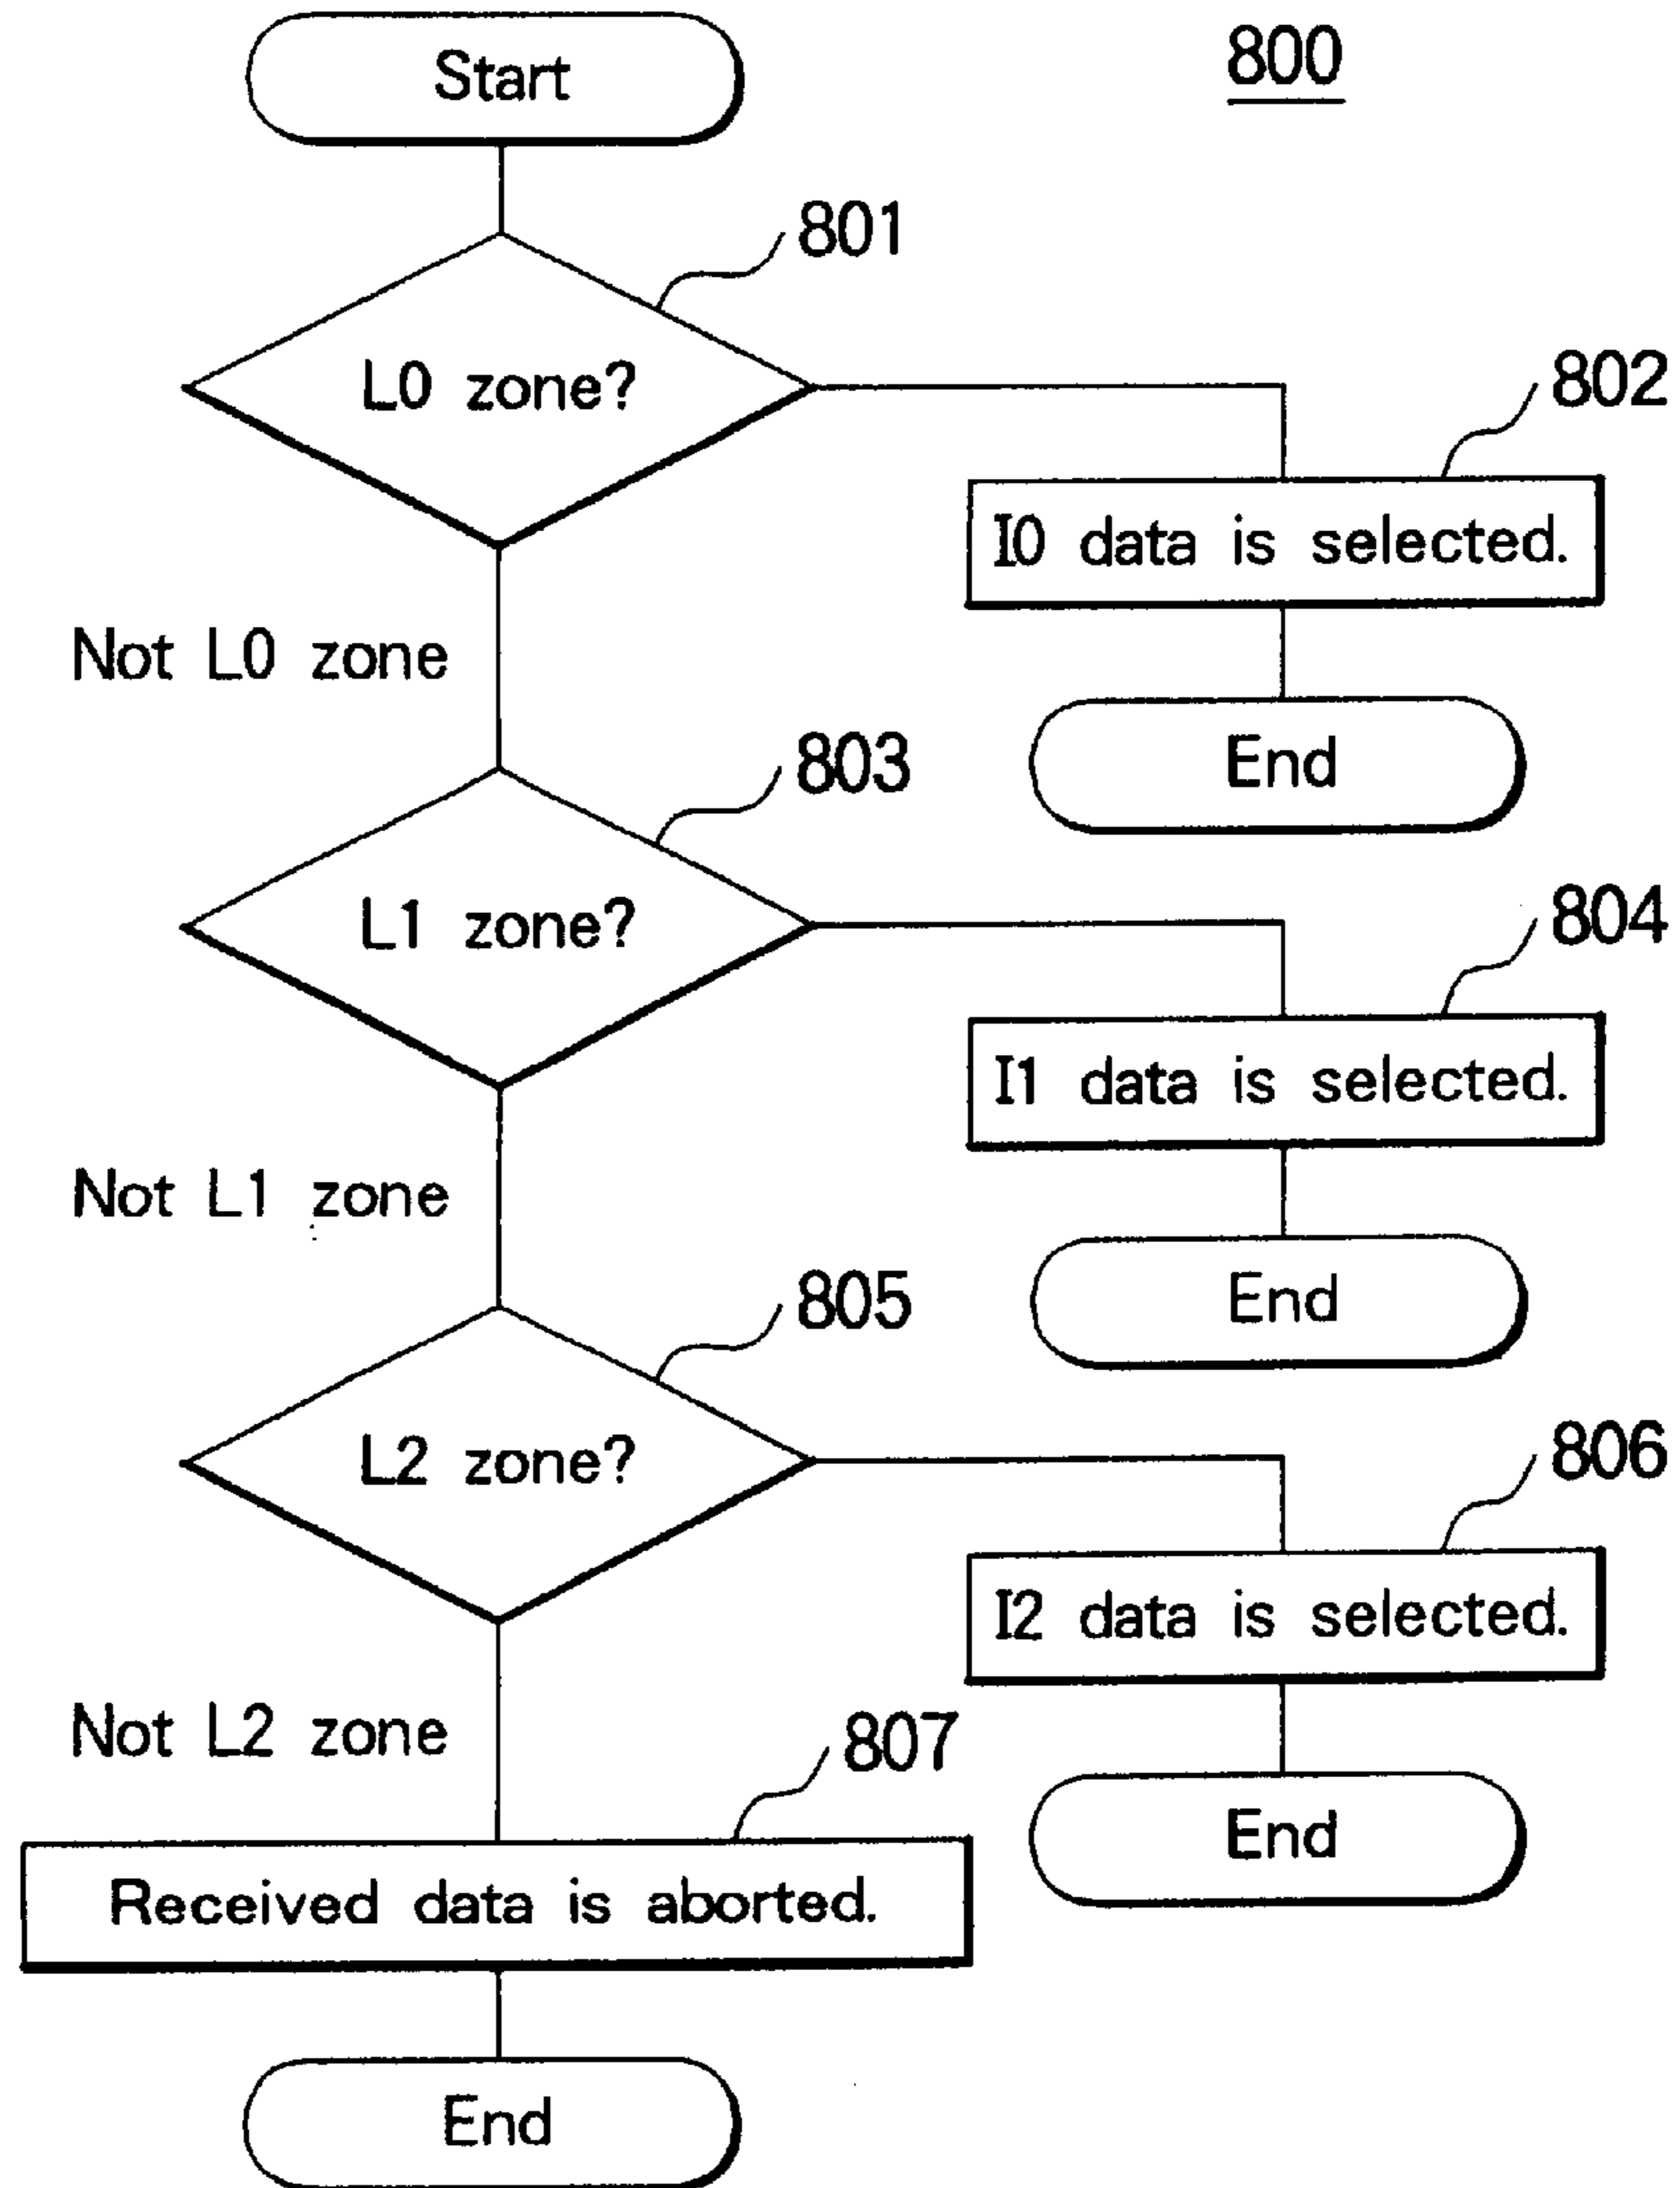 Start
800
801
L0 zone?
802
I0 data is selected.
Not L0 zone
End
803
L1 zone?
804
I1 data is selected.
Not L1 zone
End
805
L2 zone?
806
I2 data is selected.
Not L2 zone
807
End
Received data is aborted.
End